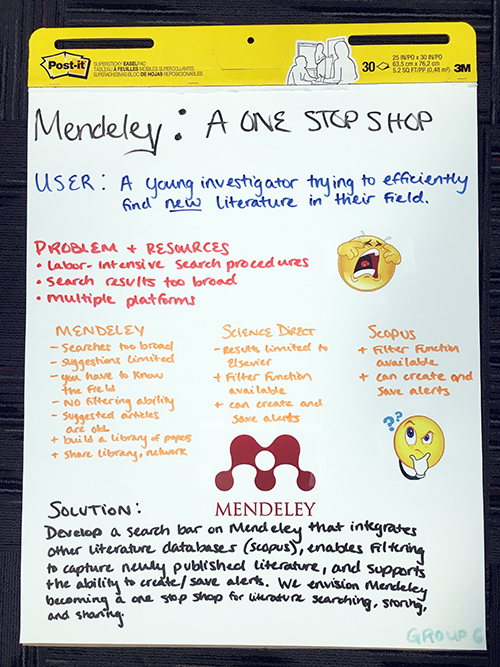 Post-it
SUPERSTICKY EASELPAD
TABLEAU À FEUILLES MOBILES SUPERCOLLANTES
SUPERADHESIVAS BLOC DE HOJAS REPOSICIONABLES
30
25 IN/PO x 30 IN/PO
63,5 cm x 76,2 cm
5.2 SQ FT/PP (0,48 m²)
3M
Mendeley: A ONE STOP SHOP
USER: A young investigator trying to efficiently
find new literature in their field.
PROBLEM + RESOURCES
• Labor-intensive search procedures
• Search results too broad
• multiple platforms
MENDELEY
- Searches too broad
- suggestions limited
- you have to know
the field
- NO filtering ability
- suggested articles
are old
+ build a library of papers
+ share library, network
SCIENCE DIRECT
- Results limited to
Elsevier
+ Filter Function
available
+ can create and
save alerts
SCOPUS
+ Filter Function
available
+ can create and
save alerts
??
MENDELEY
SOLUTION:
Develop a search bar on Mendeley that integrates
other literature databases (scopus), enables filtering
to capture newly published literature, and supports
the ability to create/save alerts. We envision Mendeley
becoming a one stop shop for literature searching, storing,
and sharing.
GROUP 6